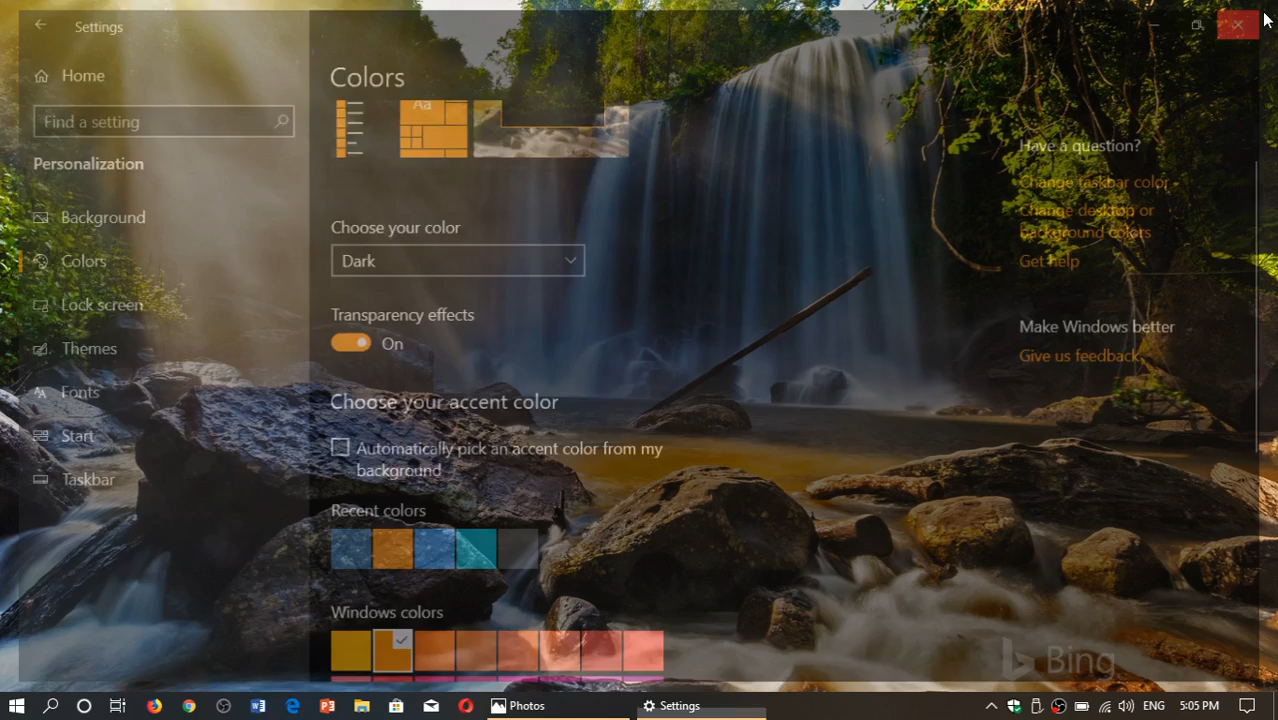 Settings
Home
Find a setting
Personalization
Background
Colors
Lock screen
Themes
Fonts
Start
Taskbar
Colors
Aa
Choose your color
Dark
Transparency effects
On
Choose your accent color
Automatically pick an accent color from my
background
Recent colors
Windows colors
Have a question?
Change taskbar color
Change desktop or
background colors
Get help
Make Windows better
Give us feedback
Bing
Photos
Settings
ENG
5:05 PM